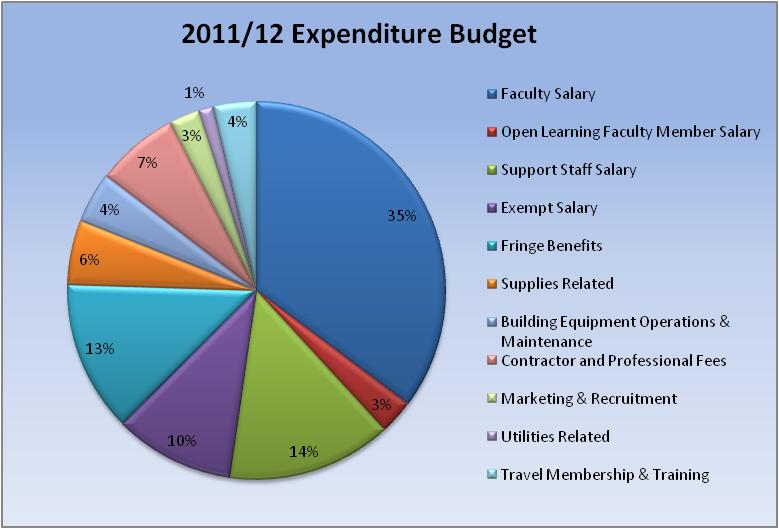 2011/12 Expenditure Budget
1%
4%
3%
7%
4%
6%
13%
10%
14%
3%
35%
Faculty Salary
Open Learning Faculty Member Salary
Support Staff Salary
Exempt Salary
Fringe Benefits
Supplies Related
Building Equipment Operations &
Maintenance
Contractor and Professional Fees
Marketing & Recruitment
Utilities Related
Travel Membership & Training